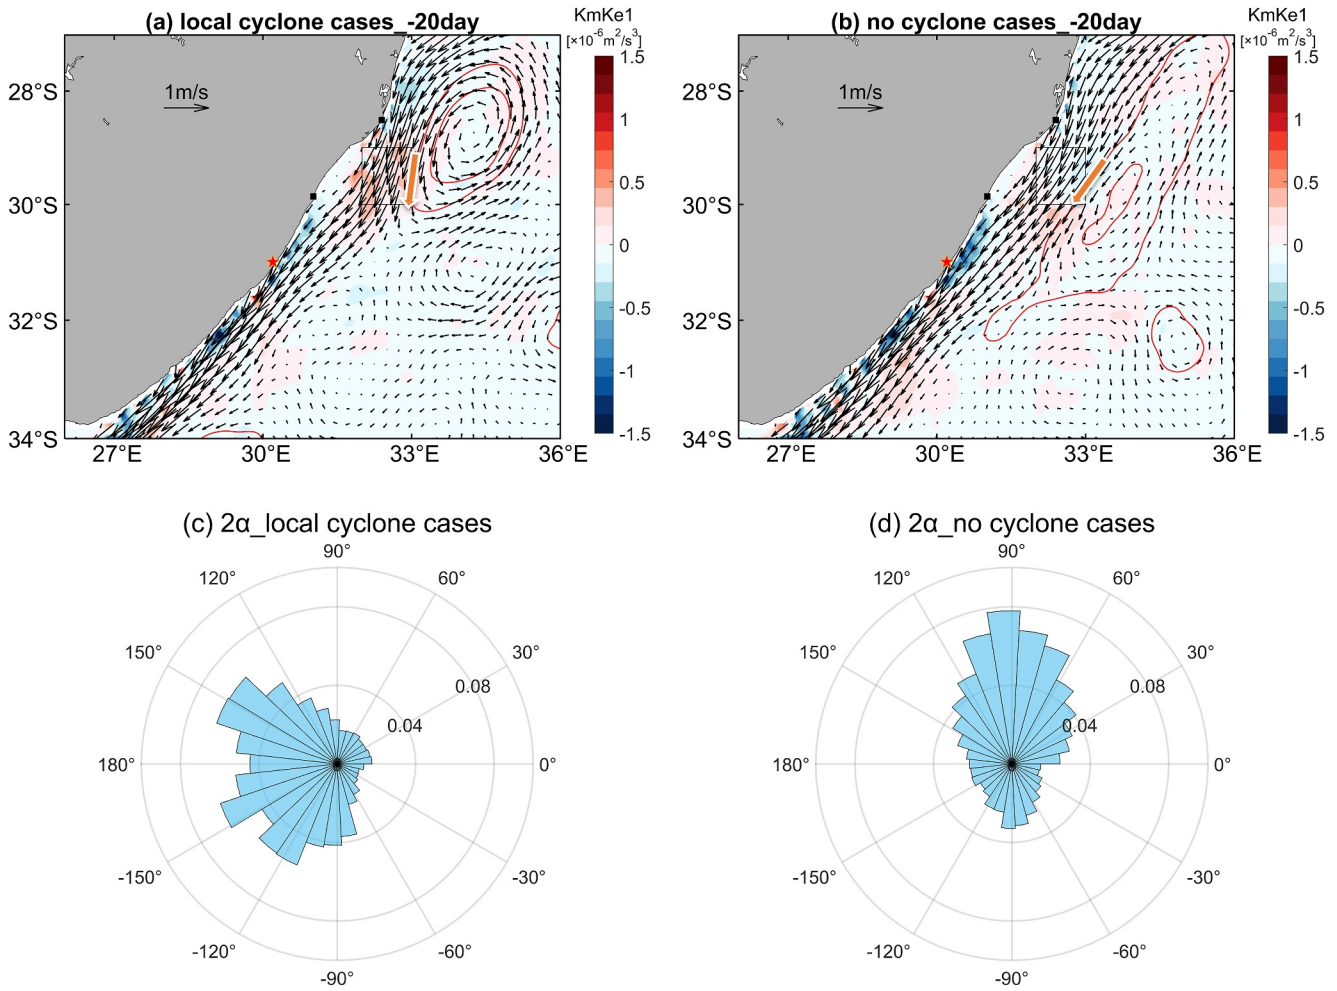 (a) local cyclone cases_-20day
KmKe1
[×10⁻⁶m²/s³]
1m/s
28°S
30°S
32°S
34°S
27°E
30°E
33°E
36°E
1.5
1
0.5
0
-0.5
-1
-1.5
(b) no cyclone cases_-20day
KmKe1
[×10⁻⁶m²/s³]
1m/s
28°S
30°S
32°S
34°S
27°E
30°E
33°E
36°E
1.5
1
0.5
0
-0.5
-1
-1.5
(c) 2α_local cyclone cases
90°
120°
60°
150°
30°
0.08
0.04
180°
0°
-150°
-30°
-120°
-60°
-90°
(d) 2α_no cyclone cases
90°
120°
60°
150°
30°
0.08
0.04
180°
0°
-150°
-30°
-120°
-60°
-90°